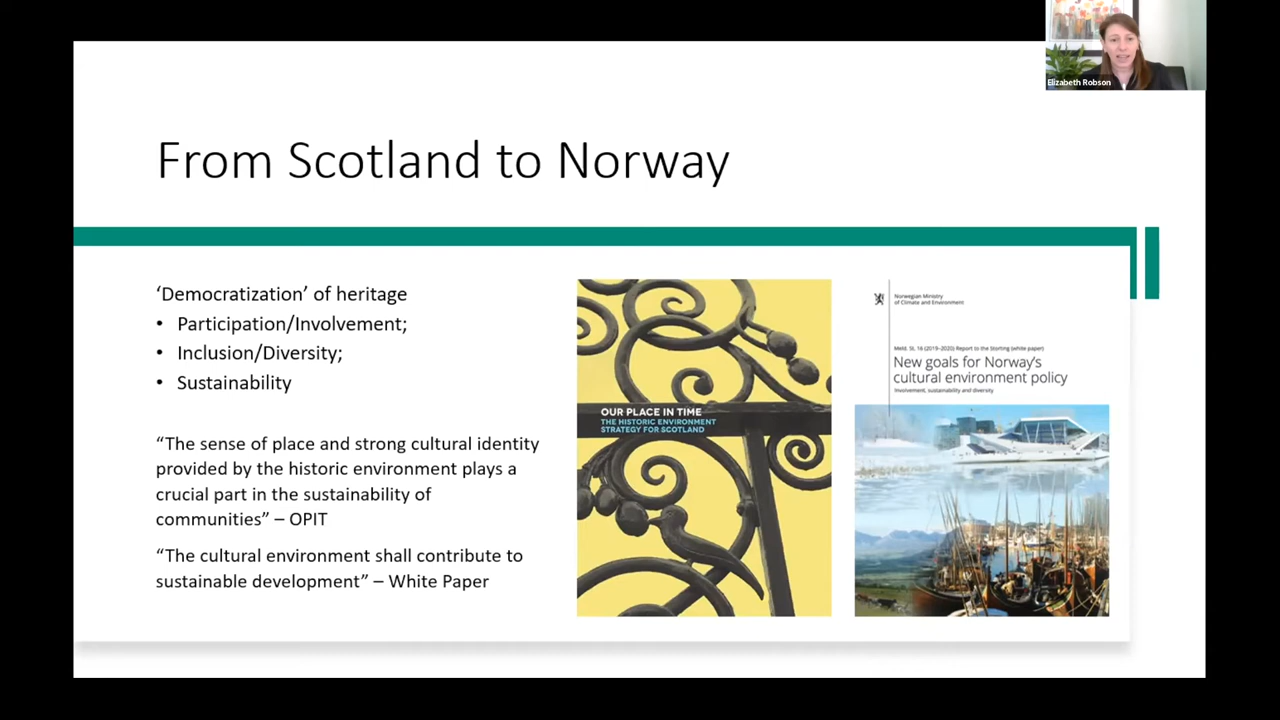 Elizabeth Robson
From Scotland to Norway
‘Democratization’ of heritage
• Participation/Involvement;
• Inclusion/Diversity;
• Sustainability
“The sense of place and strong cultural identity
provided by the historic environment plays a
crucial part in the sustainability of
communities” – OPIT
“The cultural environment shall contribute to
sustainable development” – White Paper
OUR PLACE IN TIME
THE HISTORIC ENVIRONMENT
STRATEGY FOR SCOTLAND
Norwegian Ministry
of Climate and Environment
Meld. St. 16 (2019–2020) Report to the Storting (white paper)
New goals for Norway’s
cultural environment policy
Involvement, sustainability and diversity